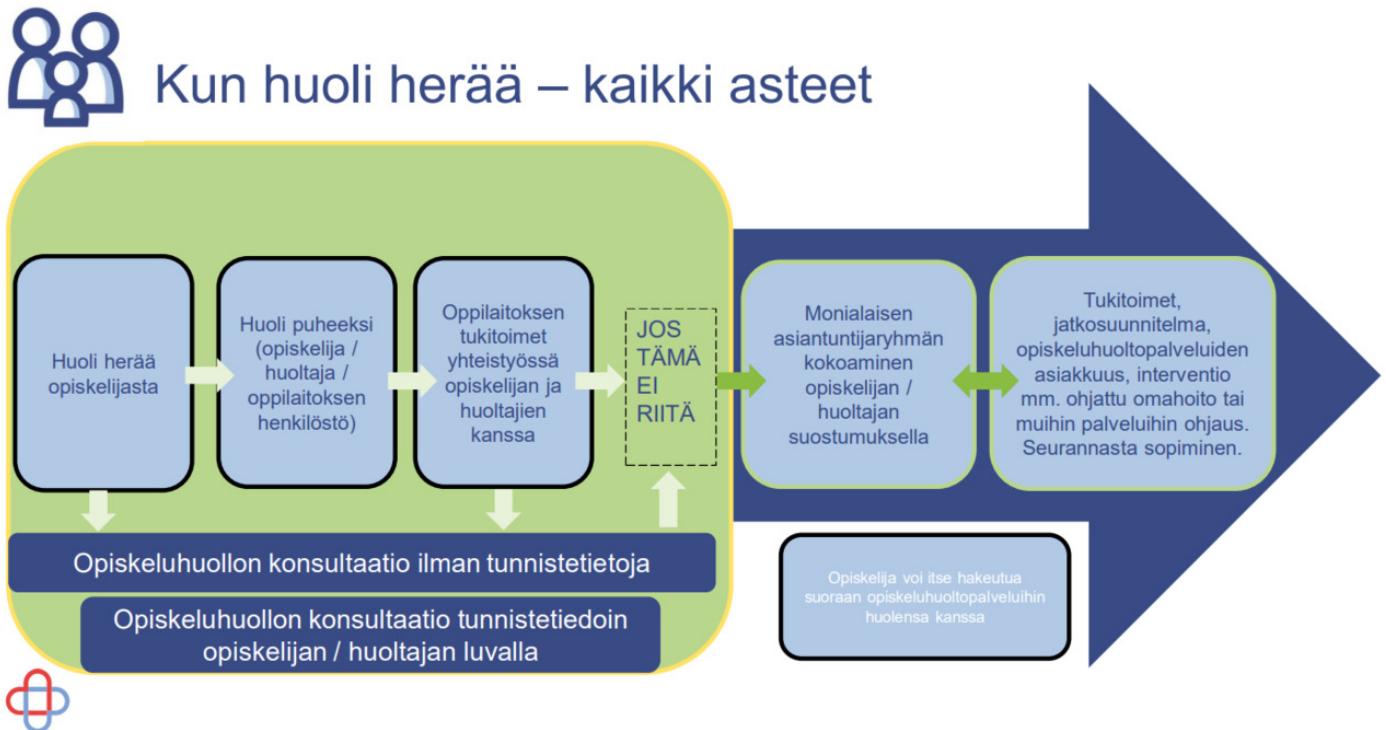 Kun huoli herää – kaikki asteet
Huoli herää
opiskelijasta
Huoli puheeksi
(opiskelija /
huoltaja /
oppilaitoksen
henkilöstö)
Oppilaitoksen
tukitoimet
yhteistyössä
opiskelijan ja
huoltajien
kanssa
JOS
TÄMÄ
EI
RIITÄ
Monialaisen
asiantuntijaryhmän
kokoaminen
opiskelijan /
huoltajan
suostumuksella
Tukitoimet,
jatkosuunnitelma,
opiskeluhuoltopalveluiden
asiakkuus, interventio
mm. ohjattu omahoito tai
muihin palveluihin ohjaus.
Seurannasta sopiminen.
Opiskeluhuollon konsultaatio ilman tunnistetietoja
Opiskeluhuollon konsultaatio tunnistetiedoin
opiskelijan / huoltajan luvalla
Opiskelija voi itse hakeutua
suoraan opiskeluhuoltopalveluihin
huolensa kanssa